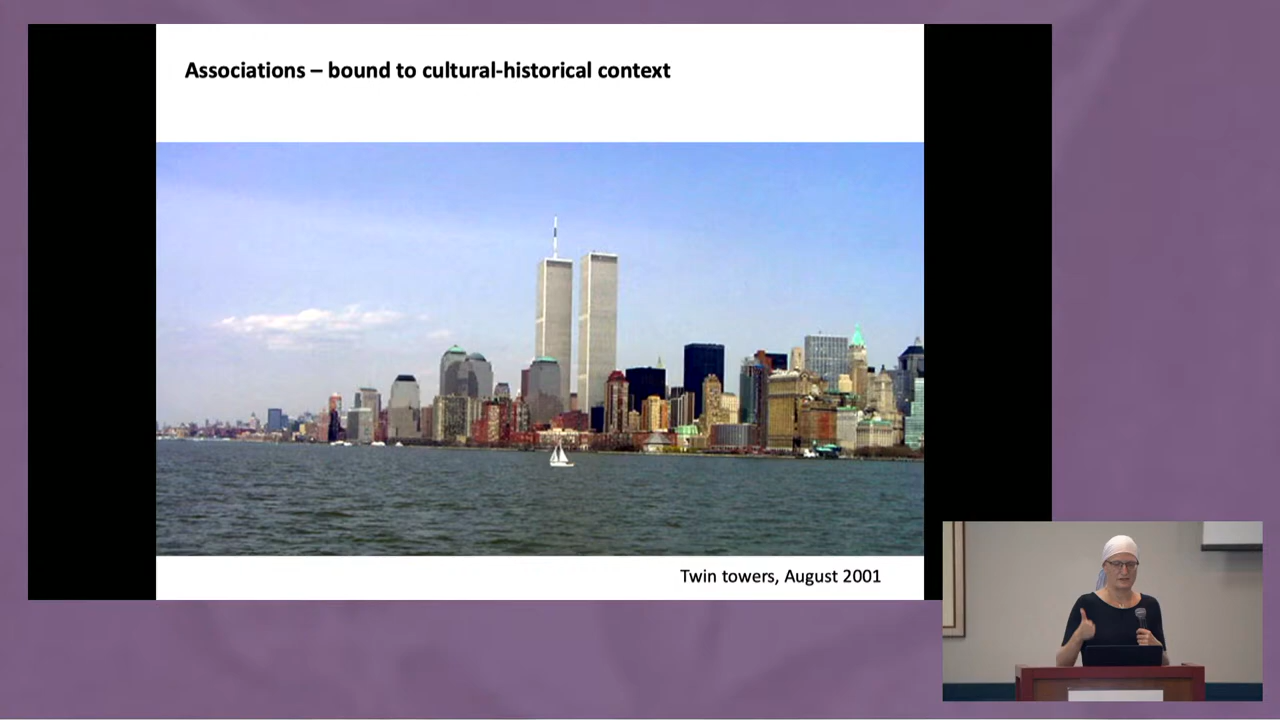 Associations – bound to cultural-historical context
Twin towers, August 2001